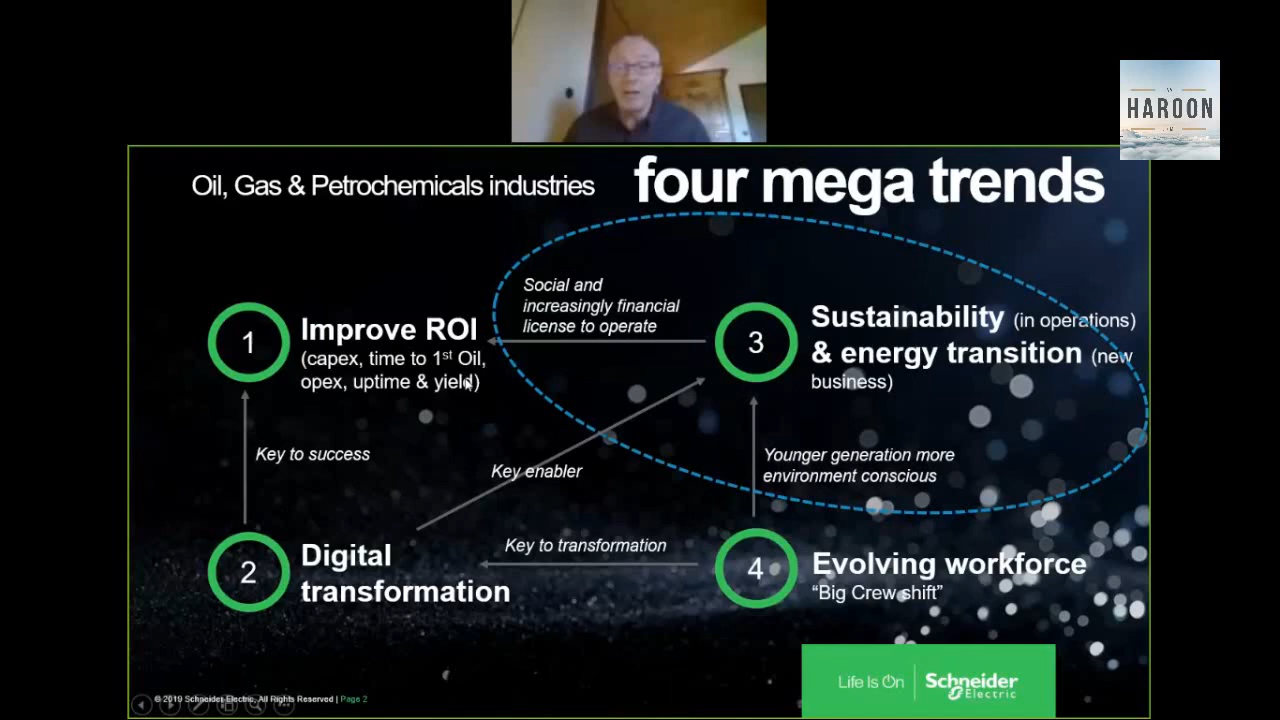 HAROON
Oil, Gas & Petrochemicals industries four mega trends
Social and
increasingly financial
license to operate
1
Improve ROI
(capex, time to 1st Oil,
opex, uptime & yield)
3
Sustainability (in operations)
& energy transition (new
business)
Key to success
Key enabler
Younger generation more
environment conscious
2
Digital
transformation
Key to transformation
4
Evolving workforce
“Big Crew shift”
Life Is On
Schneider
Electric
© 2019 Schneider Electric, All Rights Reserved | Page 2